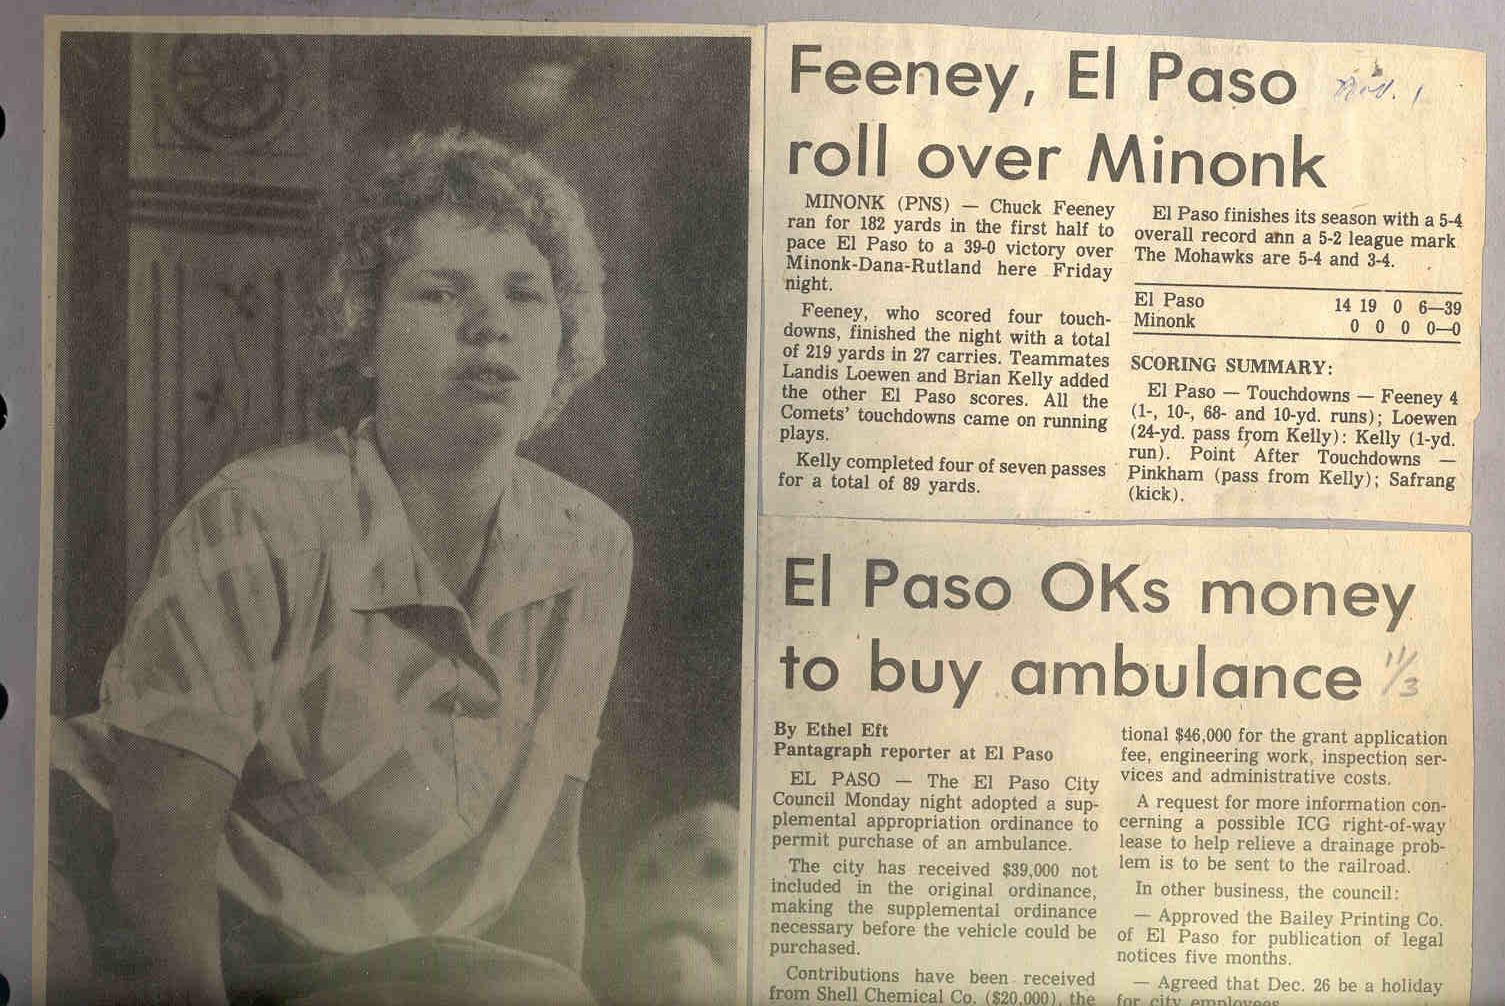 Feeney, El Paso
Nov. 1
roll over Minonk
MINONK (PNS) — Chuck Feeney
ran for 182 yards in the first half to
pace El Paso to a 39-0 victory over
Minonk-Dana-Rutland here Friday
night.
Feeney, who scored four touch-
downs, finished the night with a total
of 219 yards in 27 carries. Teammates
Landis Loewen and Brian Kelly added
the other El Paso scores. All the
Comets' touchdowns came on running
plays.
Kelly completed four of seven passes
for a total of 89 yards.
El Paso finishes its season with a 5-4
overall record ann a 5-2 league mark
The Mohawks are 5-4 and 3-4.
El Paso 14 19 0 6—39
Minonk 0 0 0 0—0
SCORING SUMMARY:
El Paso — Touchdowns — Feeney 4
(1-, 10-, 68- and 10-yd. runs); Loewen
(24-yd. pass from Kelly): Kelly (1-yd.
run). Point After Touchdowns —
Pinkham (pass from Kelly); Safrang
(kick).
El Paso OKs money
to buy ambulance
11/3
By Ethel Eft
Pantagraph reporter at El Paso
EL PASO — The El Paso City
Council Monday night adopted a sup-
plemental appropriation ordinance to
permit purchase of an ambulance.
The city has received $39,000 not
included in the original ordinance,
making the supplemental ordinance
necessary before the vehicle could be
purchased.
Contributions have been received
from Shell Chemical Co. ($20,000), the
tional $46,000 for the grant application
fee, engineering work, inspection ser-
vices and administrative costs.
A request for more information con-
cerning a possible ICG right-of-way
lease to help relieve a drainage prob-
lem is to be sent to the railroad.
In other business, the council:
— Approved the Bailey Printing Co.
of El Paso for publication of legal
notices five months.
— Agreed that Dec. 26 be a holiday
for city employees.